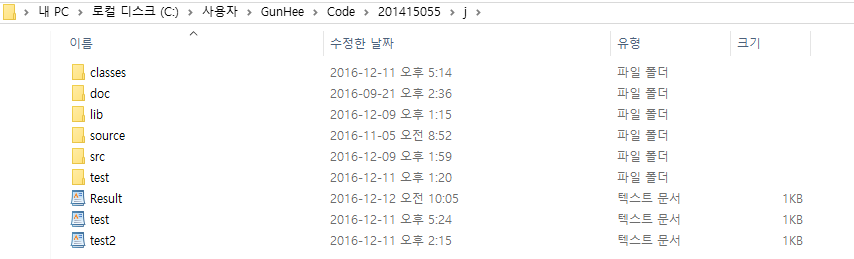 내 PC > 로컬 디스크 (C:) > 사용자 > GunHee > Code > 201415055 > j >
이름 수정한 날짜 유형 크기
classes 2016-12-11 오후 5:14 파일 폴더
doc 2016-09-21 오후 2:36 파일 폴더
lib 2016-12-09 오후 1:15 파일 폴더
source 2016-11-05 오전 8:52 파일 폴더
src 2016-12-09 오후 1:59 파일 폴더
test 2016-12-11 오후 1:20 파일 폴더
Result 2016-12-12 오전 10:05 텍스트 문서 1KB
test 2016-12-11 오후 5:24 텍스트 문서 1KB
test2 2016-12-11 오후 2:15 텍스트 문서 1KB